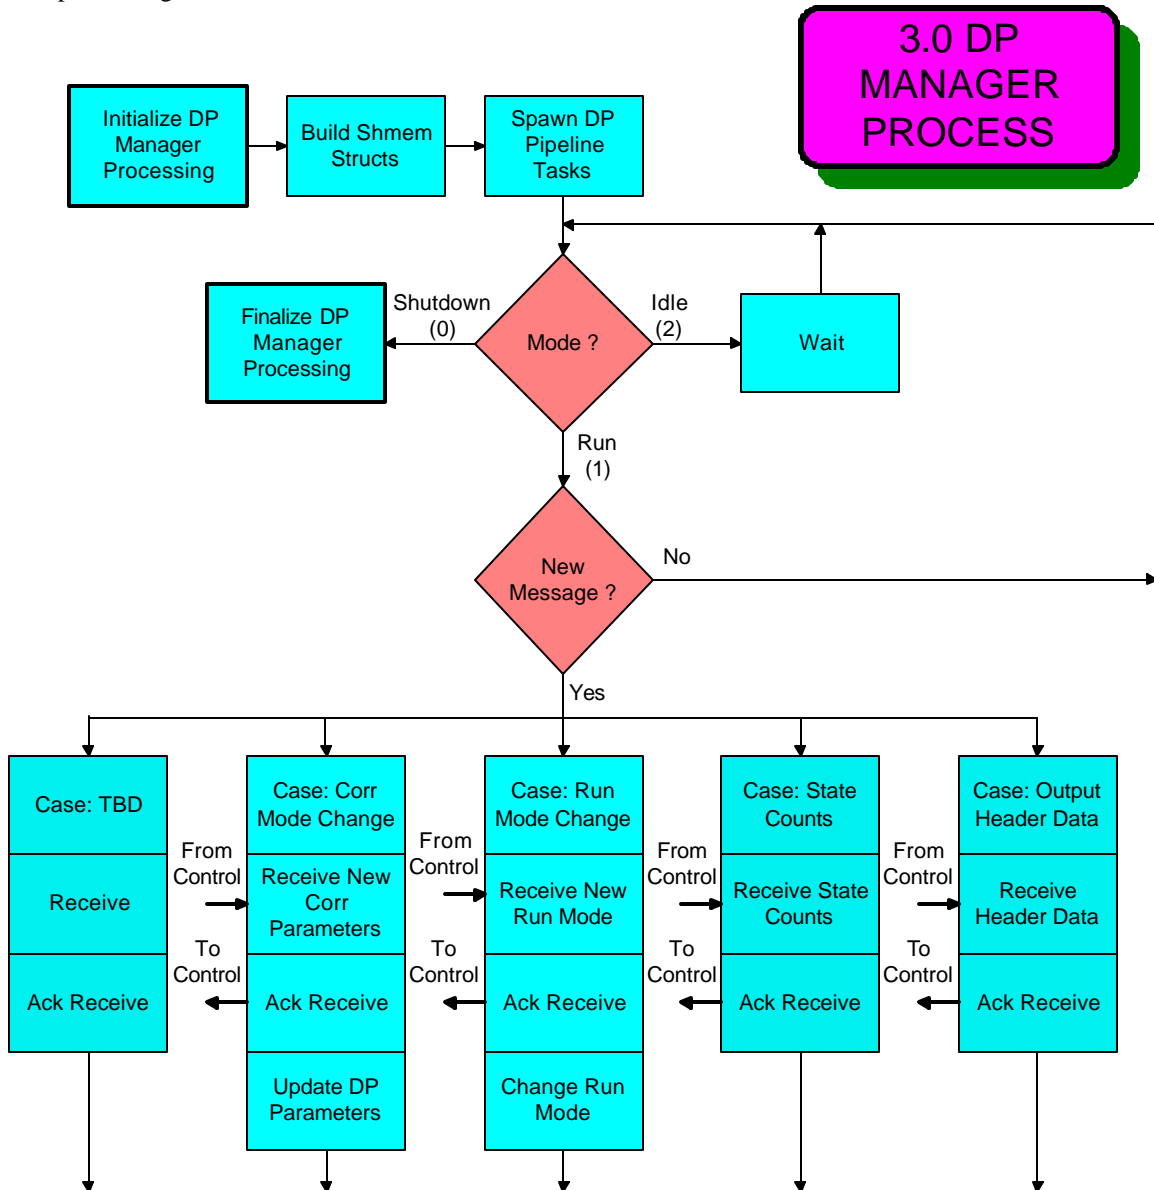 3.0 DP
MANAGER
PROCESS
Initialize DP
Manager
Processing
Build Shmem
Structs
Spawn DP
Pipeline
Tasks
Shutdown
(0)
Idle
(2)
Finalize DP
Manager
Processing
Mode ?
Wait
Run
(1)
New
Message ?
No
Yes
Case: TBD
Receive
Ack Receive
From
Control
To
Control
Case: Corr
Mode Change
Receive New
Corr
Parameters
Ack Receive
Update DP
Parameters
From
Control
To
Control
Case: Run
Mode Change
Receive New
Run Mode
Ack Receive
Change Run
Mode
From
Control
To
Control
Case: State
Counts
Receive State
Counts
Ack Receive
From
Control
To
Control
Case: Output
Header Data
Receive
Header Data
Ack Receive